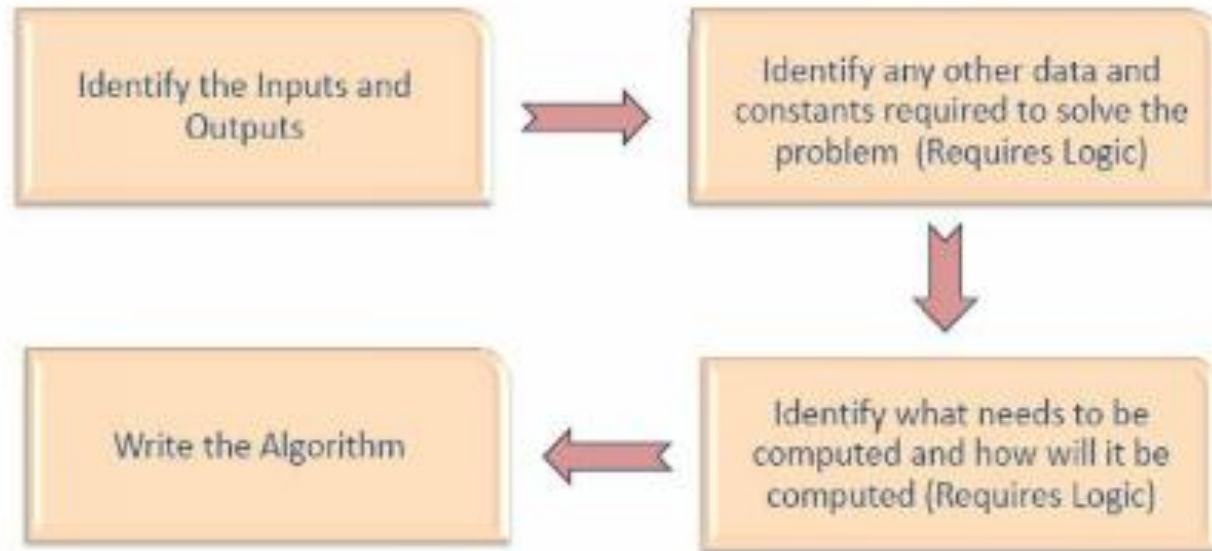 Identify the Inputs and
Outputs
Identify any other data and
constants required to solve the
problem (Requires Logic)
Identify what needs to be
computed and how will it be
computed (Requires Logic)
Write the Algorithm